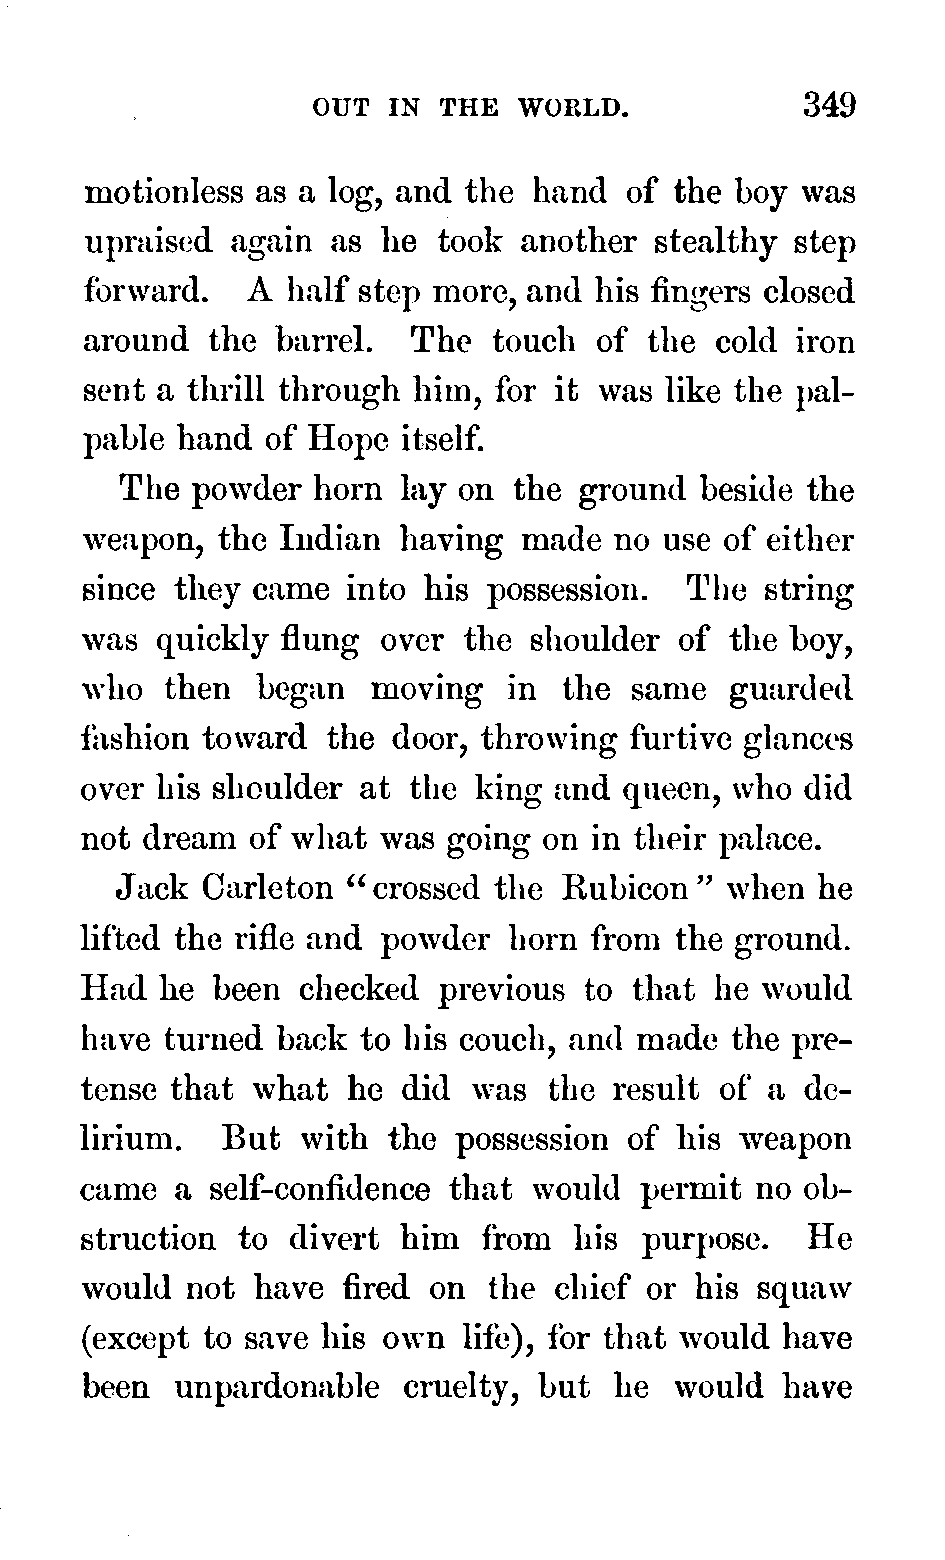 OUT IN THE WORLD. 349
motionless as a log, and the hand of the boy was
upraised again as he took another stealthy step
forward. A half step more, and his fingers closed
around the barrel. The touch of the cold iron
sent a thrill through him, for it was like the pal-
pable hand of Hope itself.
The powder horn lay on the ground beside the
weapon, the Indian having made no use of either
since they came into his possession. The string
was quickly flung over the shoulder of the boy,
who then began moving in the same guarded
fashion toward the door, throwing furtive glances
over his shoulder at the king and queen, who did
not dream of what was going on in their palace.
Jack Carleton “crossed the Rubicon” when he
lifted the rifle and powder horn from the ground.
Had he been checked previous to that he would
have turned back to his couch, and made the pre-
tense that what he did was the result of a de-
lirium. But with the possession of his weapon
came a self-confidence that would permit no ob-
struction to divert him from his purpose. He
would not have fired on the chief or his squaw
(except to save his own life), for that would have
been unpardonable cruelty, but he would have